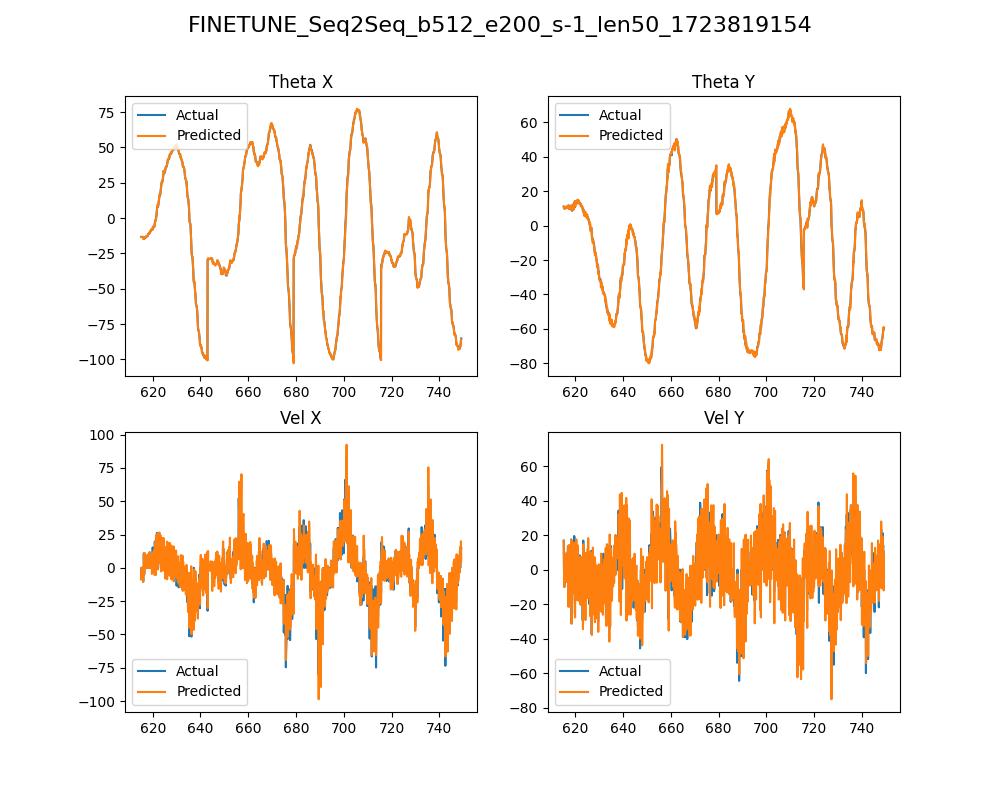 FINETUNE_Seq2Seq_b512_e200_s-1_len50_1723819154
Theta X
Theta Y
75
50
25
0
−25
−50
−75
−100
Actual
Predicted
620 640 660 680 700 720 740
60
40
20
0
−20
−40
−60
−80
Actual
Predicted
620 640 660 680 700 720 740
Vel X
Vel Y
100
75
50
25
0
−25
−50
−75
−100
Actual
Predicted
620 640 660 680 700 720 740
60
40
20
0
−20
−40
−60
−80
Actual
Predicted
620 640 660 680 700 720 740